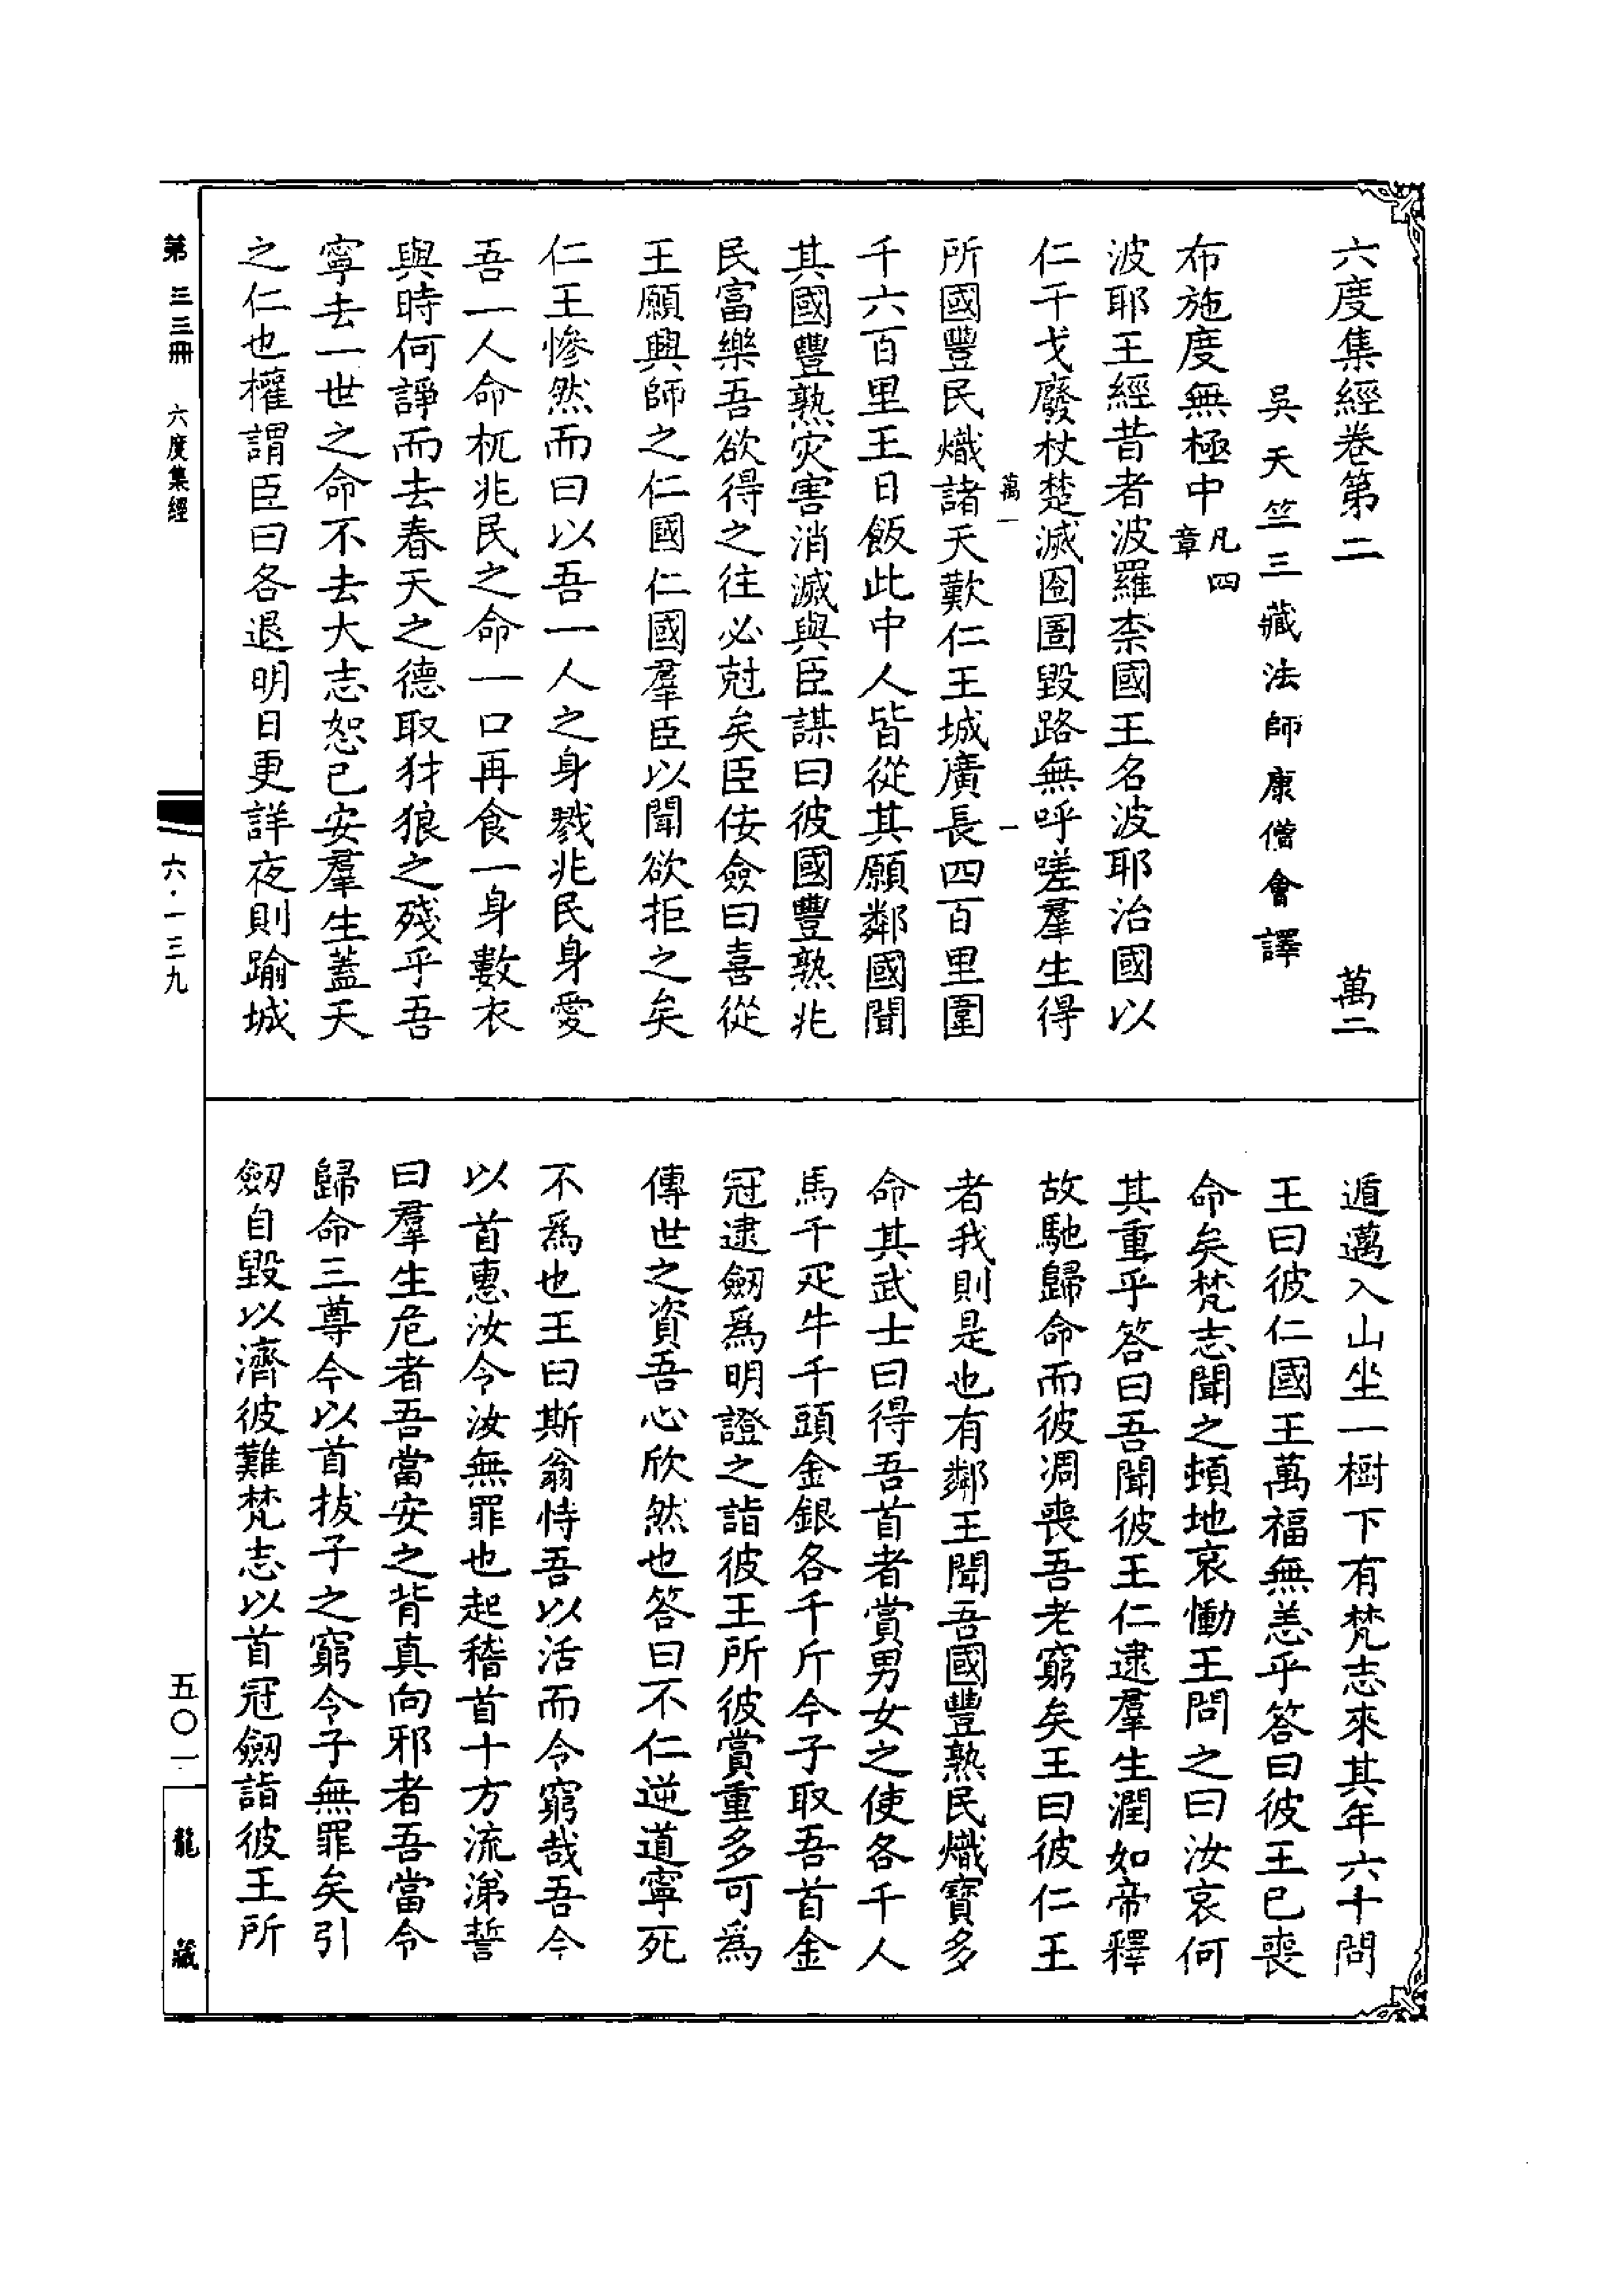 六度集經卷第二　萬二
吳天竺三藏法師康僧會譯
布施度無極中凡四章
波耶王經昔者波羅柰國王名波耶治國以
仁干戈廢杖楚滅囹圄毀路無呼嗟羣生得
萬一　一
所國豐民熾諸天歎仁王城廣長四百里圍
千六百里王日飯此中人皆從其願鄰國聞
其國豐熟灾害消滅與臣謀曰彼國豐熟兆
民富樂吾欲得之往必尅矣臣佞僉曰喜從
王願興師之仁國仁國羣臣以聞欲拒之矣
仁王慘然而曰以吾一人之身戮兆民身愛
吾一人命杌兆民之命一口再食一身數衣
與時何諍而去春天之德取犲狼之殘乎吾
寧去一世之命不去大志恕已安羣生蓋天
之仁也權謂臣曰各退明日更詳夜則踰城
遁邁入山坐一樹下有梵志來其年六十問
王曰彼仁國王萬福無恙乎答曰彼王已喪
命矣梵志聞之頓地哀慟王問之曰汝哀何
其重乎答曰吾聞彼王仁逮羣生潤如帝釋
故馳歸命而彼凋喪吾老窮矣王曰彼仁王
者我則是也有鄰王聞吾國豐熟民熾寶多
命其武士曰得吾首者賞男女之使各千人
馬千疋牛千頭金銀各千斤今子取吾首金
冠逮劒爲明證之詣彼王所彼賞重多可爲
傳世之資吾心欣然也答曰不仁逆道寧死
不爲也王曰斯翁恃吾以活而令窮哉吾今
以首惠汝令汝無罪也起稽首十方流涕誓
曰羣生危者吾當安之背真向邪者吾當令
歸命三尊今以首拔子之窮令子無罪矣引
劒自毀以濟彼難梵志以首冠劒詣彼王所
第三三冊　六度集經
六·一三九
五〇一
龍藏